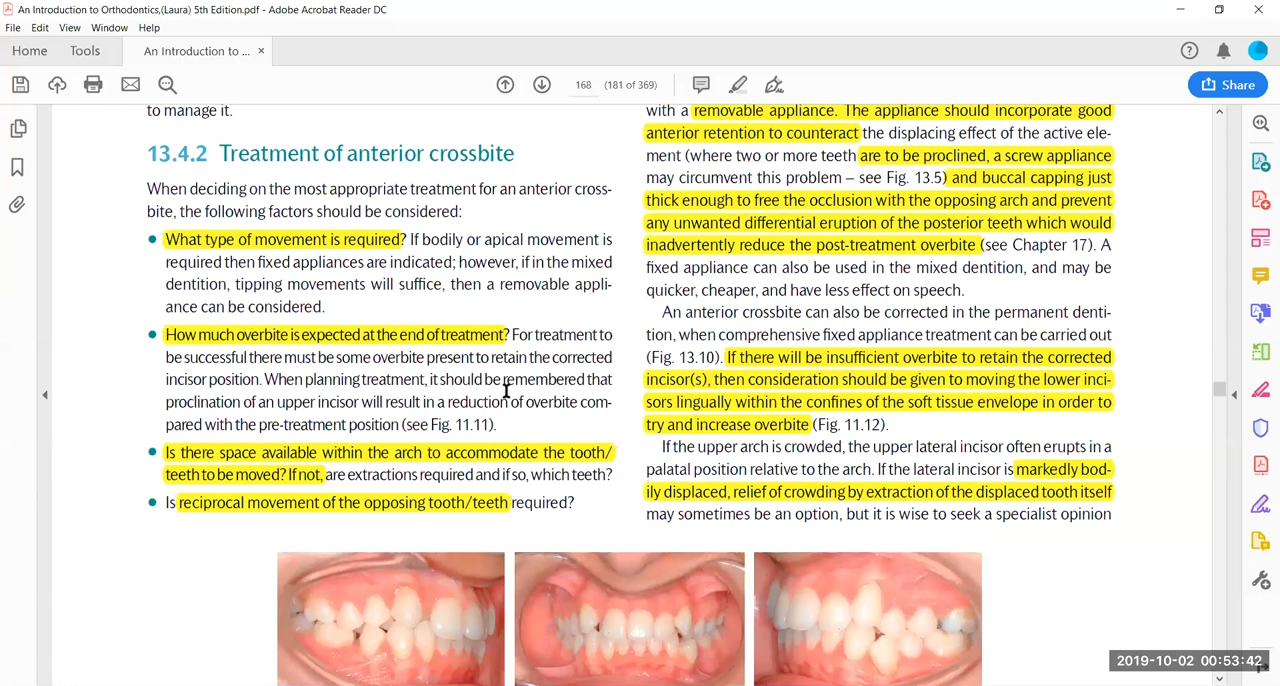 An Introduction to Orthodontics,(Laura) 5th Edition.pdf - Adobe Acrobat Reader DC
File Edit View Window Help
Home Tools An Introduction to ... ×
168 (181 of 369)
Share
to manage it.
13.4.2 Treatment of anterior crossbite
When deciding on the most appropriate treatment for an anterior cross-
bite, the following factors should be considered:
• What type of movement is required? If bodily or apical movement is
required then fixed appliances are indicated; however, if in the mixed
dentition, tipping movements will suffice, then a removable appli-
ance can be considered.
• How much overbite is expected at the end of treatment? For treatment to
be successful there must be some overbite present to retain the corrected
incisor position. When planning treatment, it should be remembered that
proclination of an upper incisor will result in a reduction of overbite com-
pared with the pre-treatment position (see Fig. 11.11).
• Is there space available within the arch to accommodate the tooth/
teeth to be moved? If not, are extractions required and if so, which teeth?
• Is reciprocal movement of the opposing tooth/teeth required?
with a removable appliance. The appliance should incorporate good
anterior retention to counteract the displacing effect of the active ele-
ment (where two or more teeth are to be proclined, a screw appliance
may circumvent this problem – see Fig. 13.5) and buccal capping just
thick enough to free the occlusion with the opposing arch and prevent
any unwanted differential eruption of the posterior teeth which would
inadvertently reduce the post-treatment overbite (see Chapter 17). A
fixed appliance can also be used in the mixed dentition, and may be
quicker, cheaper, and have less effect on speech.
An anterior crossbite can also be corrected in the permanent denti-
tion, when comprehensive fixed appliance treatment can be carried out
(Fig. 13.10). If there will be insufficient overbite to retain the corrected
incisor(s), then consideration should be given to moving the lower inci-
sors lingually within the confines of the soft tissue envelope in order to
try and increase overbite (Fig. 11.12).
If the upper arch is crowded, the upper lateral incisor often erupts in a
palatal position relative to the arch. If the lateral incisor is markedly bod-
ily displaced, relief of crowding by extraction of the displaced tooth itself
may sometimes be an option, but it is wise to seek a specialist opinion
2019-10-02 00:53:42